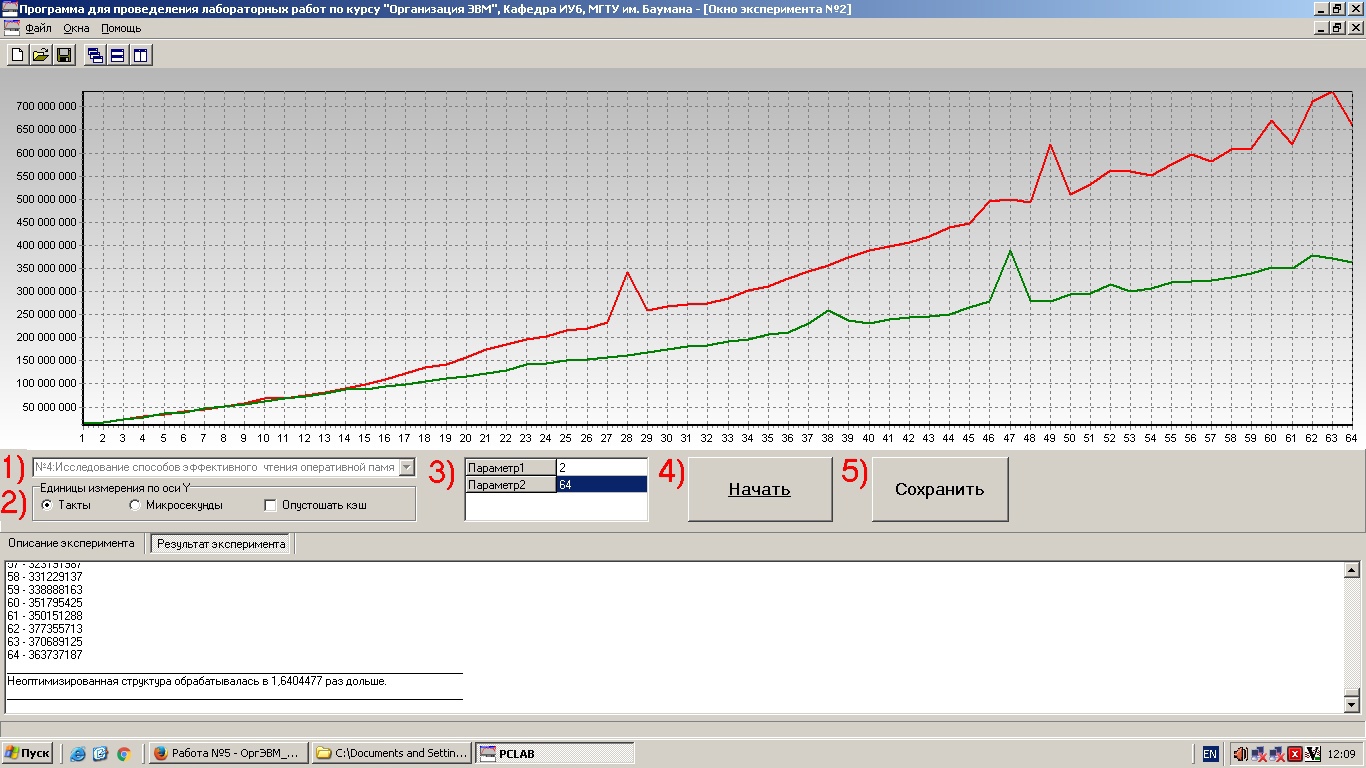 Программа для проведения лабораторных работ по курсу "Организация ЭВМ", Кафедра ИУ6, МГТУ им. Баумана - [Окно эксперимента №2]
Файл Окна Помощь
700 000 000
650 000 000
600 000 000
550 000 000
500 000 000
450 000 000
400 000 000
350 000 000
300 000 000
250 000 000
200 000 000
150 000 000
100 000 000
50 000 000
1 2 3 4 5 6 7 8 9 10 11 12 13 14 15 16 17 18 19 20 21 22 23 24 25 26 27 28 29 30 31 32 33 34 35 36 37 38 39 40 41 42 43 44 45 46 47 48 49 50 51 52 53 54 55 56 57 58 59 60 61 62 63 64
1) №4:Исследование способов эффективного чтения оперативной памя
2) Единицы измерения по оси Y
Такты Микросекунды Опустошать кэш
3) Параметр1 2
Параметр2 64
4) Начать
5) Сохранить
Описание эксперимента Результат эксперимента
57 - 323191987
58 - 331229137
59 - 338888163
60 - 351795425
61 - 350151288
62 - 377355713
63 - 370689125
64 - 363737187
Неоптимизированная структура обрабатывалась в 1,6404477 раз дольше.
Пуск Работа №5 - ОргЭВМ_... C:\Documents and Settin... PCLAB EN 12:09